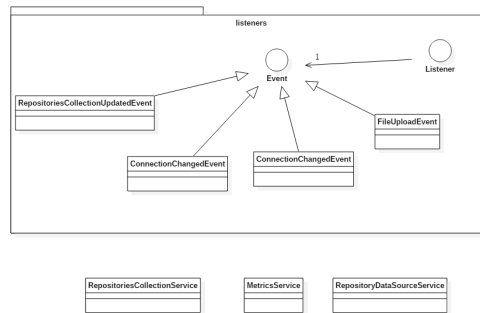 listeners
1
Event
Listener
RepositoriesCollectionUpdatedEvent
FileUploadEvent
ConnectionChangedEvent
ConnectionChangedEvent
RepositoriesCollectionService
MetricsService
RepositoryDataSourceService